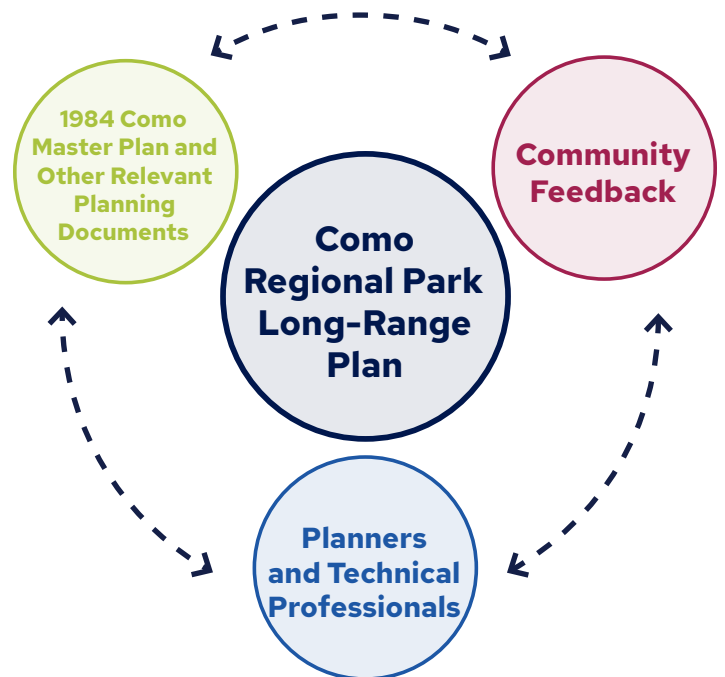 1984 Como
Master Plan and
Other Relevant
Planning
Documents
Community
Feedback
Como
Regional Park
Long-Range
Plan
Planners
and Technical
Professionals